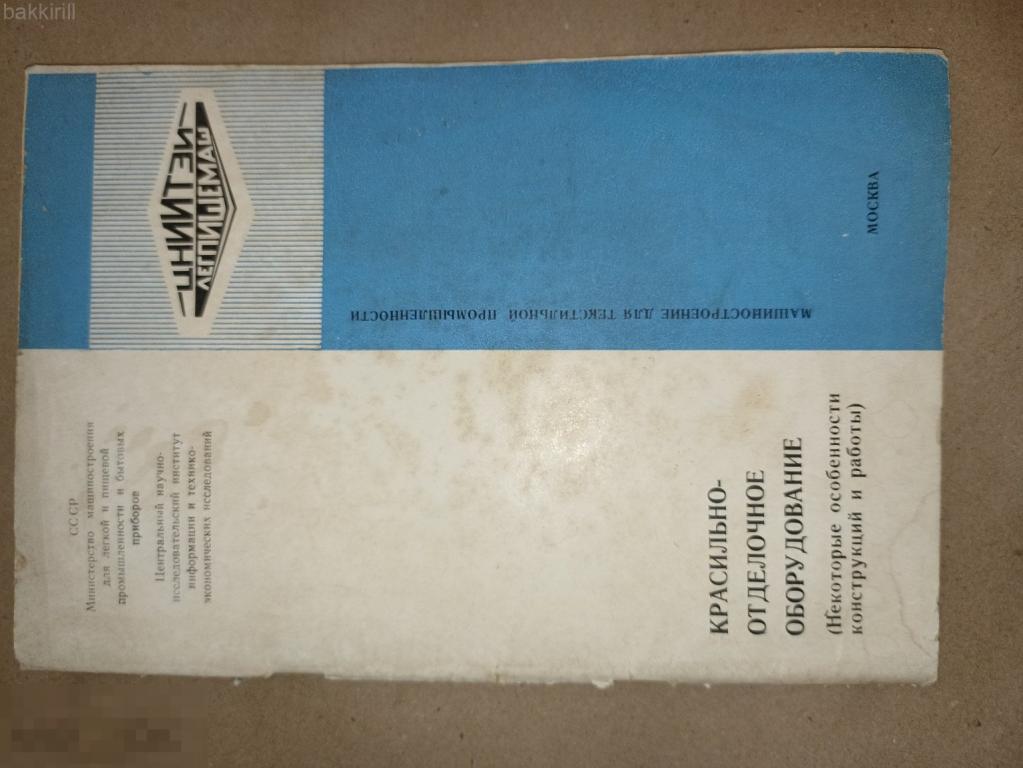 bakkirill
СССР
Министерство машиностроения
для легкой и пищевой
промышленности и бытовых
приборов
Центральный научно-
исследовательский институт
информации и технико-
экономических исследований
ЦНИИТЭИ
ЛЕГПИЩЕМАШ
МАШИНОСТРОЕНИЕ ДЛЯ ТЕКСТИЛЬНОЙ ПРОМЫШЛЕННОСТИ
КРАСИЛЬНО-
ОТДЕЛОЧНОЕ
ОБОРУДОВАНИЕ
(Некоторые особенности
конструкций и работы)
МОСКВА